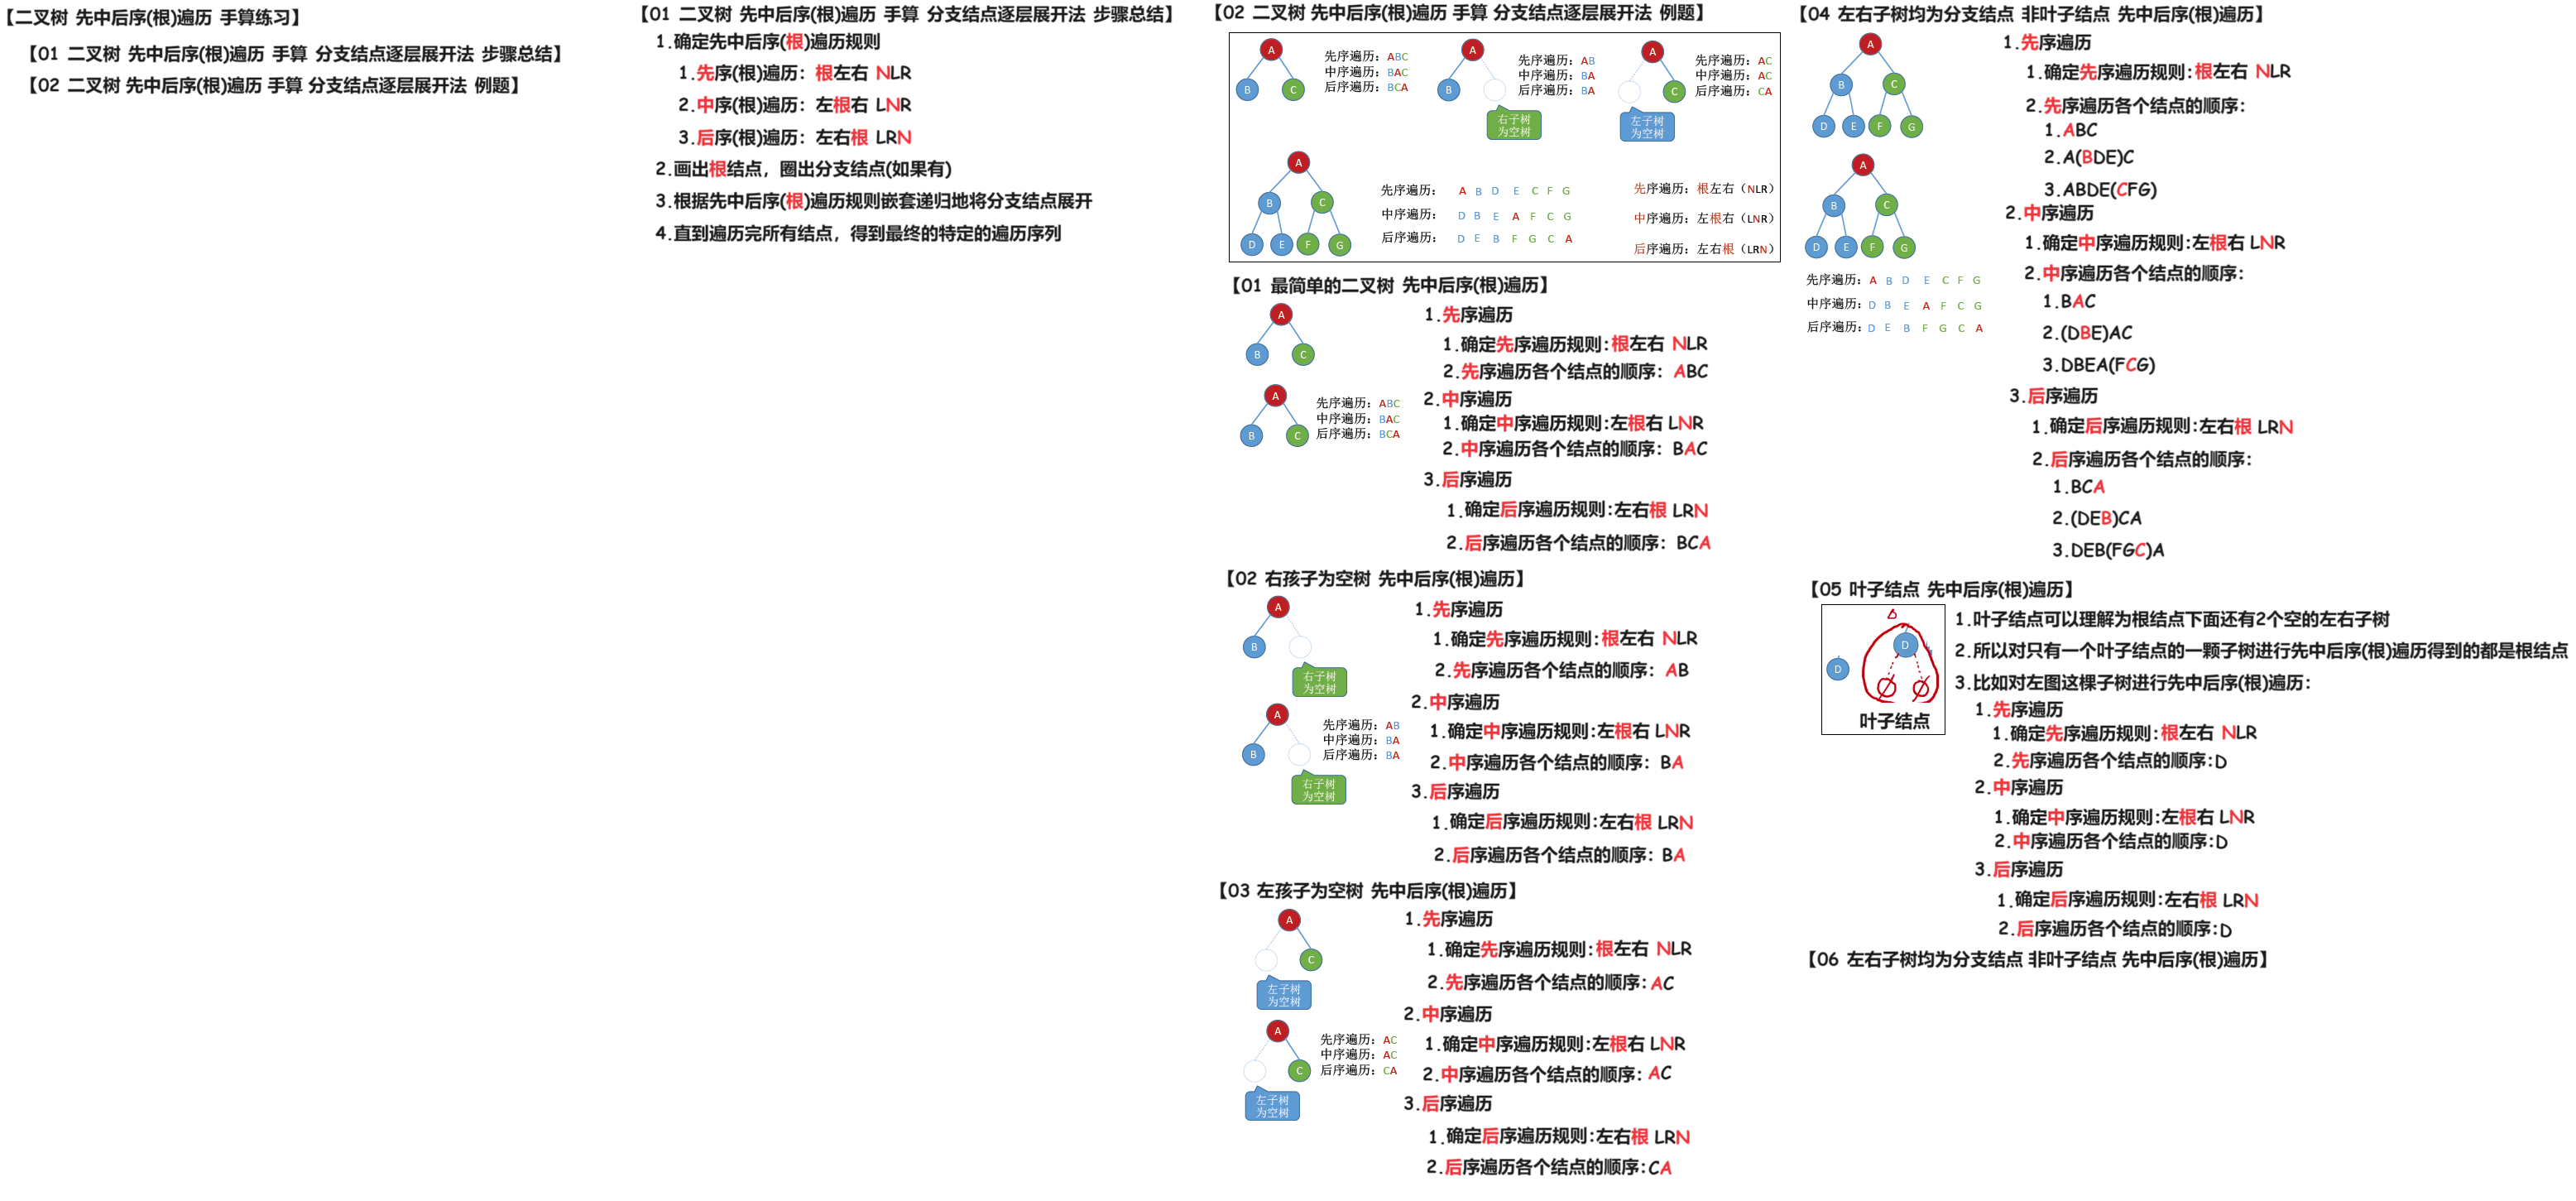 【二叉树 先中后序(根)遍历 手算练习】
【01 二叉树 先中后序(根)遍历 手算 分支结点逐层展开法 步骤总结】
【02 二叉树 先中后序(根)遍历 手算 分支结点逐层展开法 例题】
【01 二叉树 先中后序(根)遍历 手算 分支结点逐层展开法 步骤总结】
1.确定先中后序(根)遍历规则
1.先序(根)遍历：根左右 NLR
2.中序(根)遍历：左根右 LNR
3.后序(根)遍历：左右根 LRN
2.画出根结点，圈出分支结点(如果有)
3.根据先中后序(根)遍历规则嵌套递归地将分支结点展开
4.直到遍历完所有结点，得到最终的特定的遍历序列
【02 二叉树 先中后序(根)遍历 手算 分支结点逐层展开法 例题】
A
B C
先序遍历：ABC
中序遍历：BAC
后序遍历：BCA
A
B
右子树
为空树
先序遍历：AB
中序遍历：BA
后序遍历：BA
A
C
左子树
为空树
先序遍历：AC
中序遍历：AC
后序遍历：CA
A
B C
D E F G
先序遍历： A B D E C F G
中序遍历： D B E A F C G
后序遍历： D E B F G C A
先序遍历：根左右（NLR）
中序遍历：左根右（LNR）
后序遍历：左右根（LRN）
【01 最简单的二叉树 先中后序(根)遍历】
A
B C
A
B C
先序遍历：ABC
中序遍历：BAC
后序遍历：BCA
1.先序遍历
1.确定先序遍历规则:根左右 NLR
2.先序遍历各个结点的顺序：ABC
2.中序遍历
1.确定中序遍历规则:左根右 LNR
2.中序遍历各个结点的顺序：BAC
3.后序遍历
1.确定后序遍历规则:左右根 LRN
2.后序遍历各个结点的顺序：BCA
【02 右孩子为空树 先中后序(根)遍历】
A
B
右子树
为空树
A
B
右子树
为空树
先序遍历：AB
中序遍历：BA
后序遍历：BA
1.先序遍历
1.确定先序遍历规则:根左右 NLR
2.先序遍历各个结点的顺序：AB
2.中序遍历
1.确定中序遍历规则:左根右 LNR
2.中序遍历各个结点的顺序：BA
3.后序遍历
1.确定后序遍历规则:左右根 LRN
2.后序遍历各个结点的顺序：BA
【03 左孩子为空树 先中后序(根)遍历】
A
C
左子树
为空树
A
C
左子树
为空树
先序遍历：AC
中序遍历：AC
后序遍历：CA
1.先序遍历
1.确定先序遍历规则:根左右 NLR
2.先序遍历各个结点的顺序:AC
2.中序遍历
1.确定中序遍历规则:左根右 LNR
2.中序遍历各个结点的顺序：AC
3.后序遍历
1.确定后序遍历规则:左右根 LRN
2.后序遍历各个结点的顺序:CA
【04 左右子树均为分支结点 非叶子结点 先中后序(根)遍历】
A
B C
D E F G
A
B C
D E F G
先序遍历：A B D E C F G
中序遍历：D B E A F C G
后序遍历：D E B F G C A
1.先序遍历
1.确定先序遍历规则:根左右 NLR
2.先序遍历各个结点的顺序:
1.ABC
2.A(BDE)C
3.ABDE(CFG)
2.中序遍历
1.确定中序遍历规则:左根右 LNR
2.中序遍历各个结点的顺序:
1.BAC
2.(DBE)AC
3.DBEA(FCG)
3.后序遍历
1.确定后序遍历规则:左右根 LRN
2.后序遍历各个结点的顺序:
1.BCA
2.(DEB)CA
3.DEB(FGC)A
【05 叶子结点 先中后序(根)遍历】
D
D
叶子结点
1.叶子结点可以理解为根结点下面还有2个空的左右子树
2.所以对只有一个叶子结点的一颗子树进行先中后序(根)遍历得到的都是根结点
3.比如对左图这棵子树进行先中后序(根)遍历:
1.先序遍历
1.确定先序遍历规则:根左右 NLR
2.先序遍历各个结点的顺序:D
2.中序遍历
1.确定中序遍历规则:左根右 LNR
2.中序遍历各个结点的顺序:D
3.后序遍历
1.确定后序遍历规则:左右根 LRN
2.后序遍历各个结点的顺序:D
【06 左右子树均为分支结点 非叶子结点 先中后序(根)遍历】